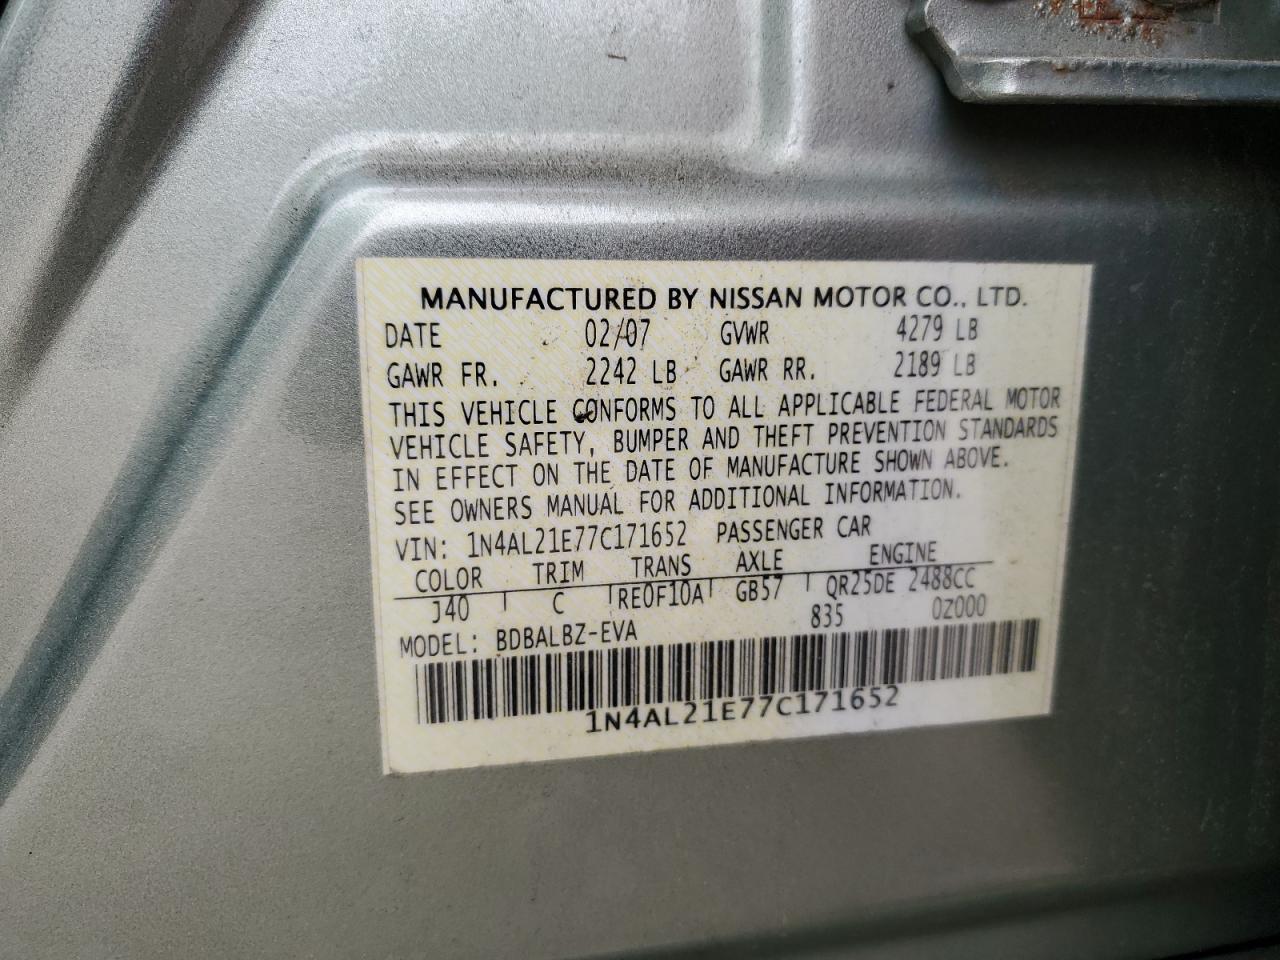 MANUFACTURED BY NISSAN MOTOR CO., LTD.
DATE 02/07 GVWR 4279 LB
GAWR FR. 2242 LB GAWR RR. 2189 LB
THIS VEHICLE CONFORMS TO ALL APPLICABLE FEDERAL MOTOR
VEHICLE SAFETY, BUMPER AND THEFT PREVENTION STANDARDS
IN EFFECT ON THE DATE OF MANUFACTURE SHOWN ABOVE.
SEE OWNERS MANUAL FOR ADDITIONAL INFORMATION.
VIN: 1N4AL21E77C171652 PASSENGER CAR
COLOR TRIM TRANS AXLE ENGINE
J40 C RE0F10A GB57 QR25DE 2488CC
835 0Z000
MODEL: BDBALBZ-EVA
1N4AL21E77C171652